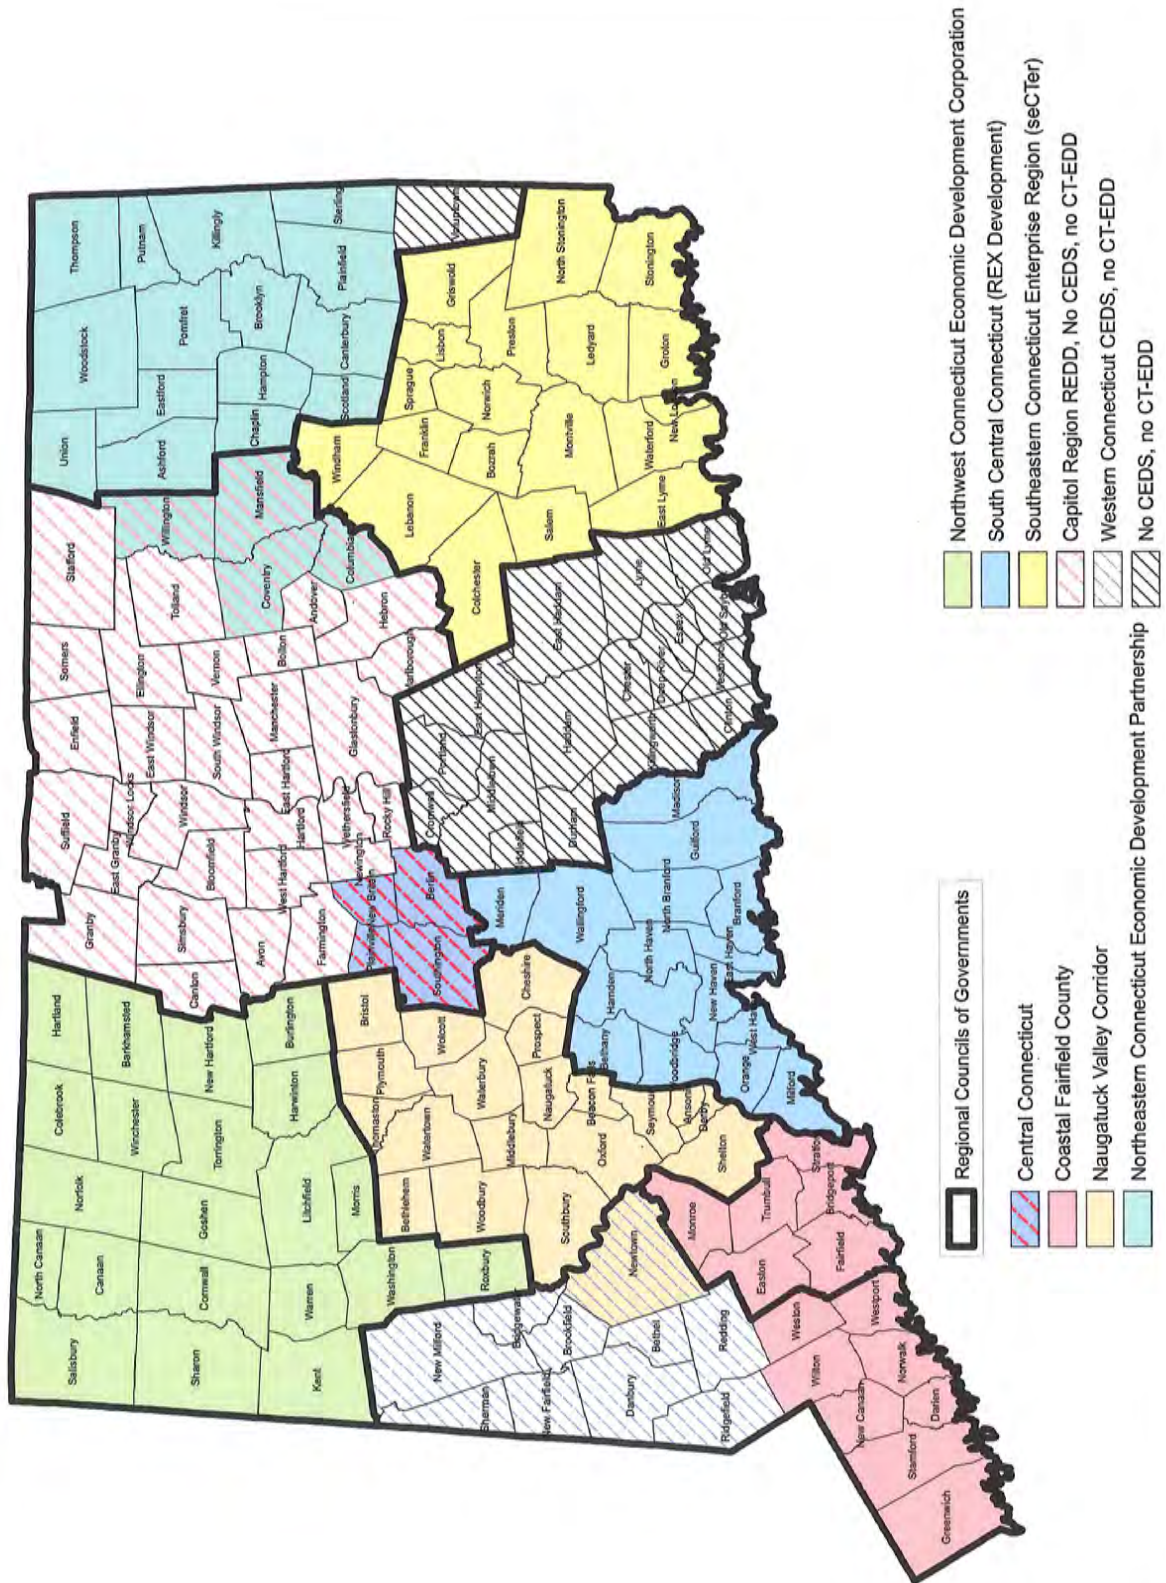 Salisbury
North Canaan
Canaan
Norfolk
Colebrook
Hartland
Sharon
Cornwall
Goshen
Winchester
Barkhamsted
Torrington
New Hartford
Kent
Warren
Litchfield
Harwinton
Burlington
Morris
Washington
Roxbury
Granby
Suffield
Enfield
Somers
Stafford
Union
Woodstock
Thompson
East Granby
Windsor Locks
East Windsor
Ellington
Tolland
Willington
Ashford
Eastford
Pomfret
Putnam
Canton
Simsbury
Bloomfield
Windsor
South Windsor
Vernon
Coventry
Mansfield
Chaplin
Hampton
Brooklyn
Killingly
Avon
West Hartford
Hartford
East Hartford
Manchester
Bolton
Andover
Columbia
Windham
Scotland
Canterbury
Plainfield
Sterling
Farmington
Newington
Wethersfield
Rocky Hill
Glastonbury
Hebron
Marlborough
Plainville
New Britain
Berlin
Southington
Bristol
Plymouth
Thomaston
Wolcott
Watertown
Bethlehem
Woodbury
Waterbury
Middlebury
Cheshire
Prospect
Naugatuck
Beacon Falls
Oxford
Southbury
Seymour
Ansonia
Derby
Shelton
New Milford
Sherman
Bridgewater
Brookfield
New Fairfield
Newtown
Danbury
Bethel
Redding
Ridgefield
Cromwell
Portland
East Hampton
Middletown
Haddam
East Haddam
Durham
Killingworth
Chester
Deep River
Essex
Lyme
Old Lyme
Westbrook
Old Saybrook
Clinton
Colchester
Lebanon
Franklin
Sprague
Lisbon
Griswold
Voluntown
Bozrah
Norwich
Preston
North Stonington
Salem
Montville
Ledyard
East Lyme
Waterford
New London
Groton
Stonington
Meriden
Wallingford
Hamden
North Haven
North Branford
Guilford
Madison
Bethany
Woodbridge
New Haven
East Haven
Branford
Orange
West Haven
Milford
Monroe
Trumbull
Stratford
Bridgeport
Easton
Fairfield
Weston
Westport
Wilton
Norwalk
New Canaan
Darien
Stamford
Greenwich
Regional Councils of Governments
Central Connecticut
Coastal Fairfield County
Naugatuck Valley Corridor
Northeastern Connecticut Economic Development Partnership
Northwest Connecticut Economic Development Corporation
South Central Connecticut (REX Development)
Southeastern Connecticut Enterprise Region (seCTer)
Capitol Region REDD, No CEDS, no CT-EDD
Western Connecticut CEDS, no CT-EDD
No CEDS, no CT-EDD